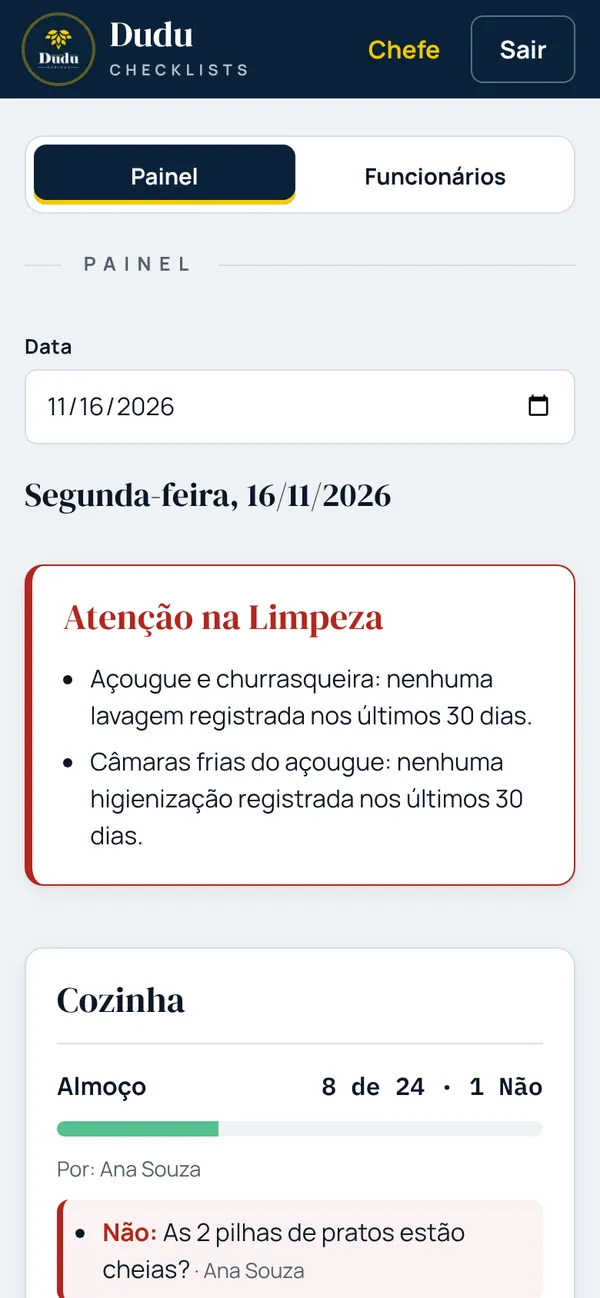 Dudu
Dudu
CHECKLISTS
Chefe
Sair
Painel
Funcionários
PAINEL
Data
11/16/2026
Segunda-feira, 16/11/2026
Atenção na Limpeza
Açougue e churrasqueira: nenhuma
lavagem registrada nos últimos 30 dias.
Câmaras frias do açougue: nenhuma
higienização registrada nos últimos 30
dias.
Cozinha
Almoço
8 de 24 · 1 Não
Por: Ana Souza
Não: As 2 pilhas de pratos estão
cheias? · Ana Souza